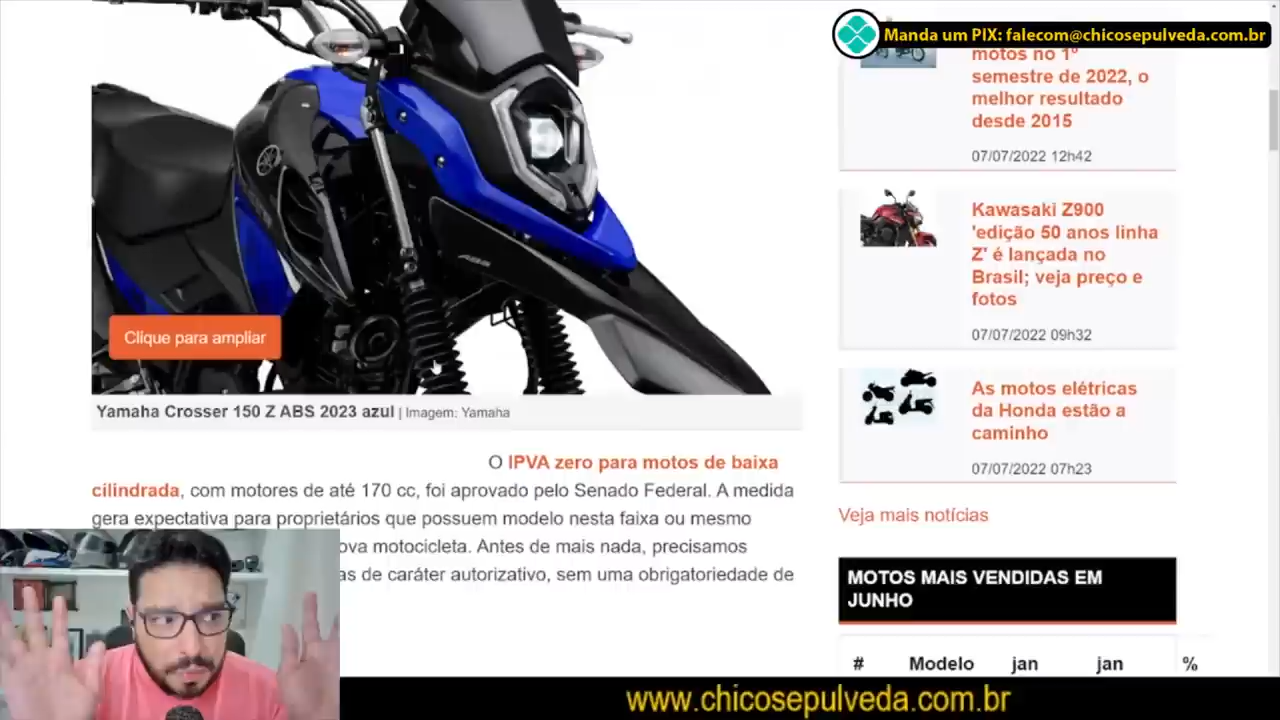 Manda um PIX: falecom@chicosepulveda.com.br
motos no 1º
semestre de 2022, o
melhor resultado
desde 2015
07/07/2022 12h42
Kawasaki Z900
'edição 50 anos linha
Z' é lançada no
Brasil; veja preço e
fotos
07/07/2022 09h32
ABS
Clique para ampliar
As motos elétricas
da Honda estão a
caminho
07/07/2022 07h23
Yamaha Crosser 150 Z ABS 2023 azul | Imagem: Yamaha
O IPVA zero para motos de baixa
cilindrada, com motores de até 170 cc, foi aprovado pelo Senado Federal. A medida
gera expectativa para proprietários que possuem modelo nesta faixa ou mesmo
ova motocicleta. Antes de mais nada, precisamos
as de caráter autorizativo, sem uma obrigatoriedade de
Veja mais notícias
MOTOS MAIS VENDIDAS EM
JUNHO
# Modelo jan jan %
www.chicosepulveda.com.br